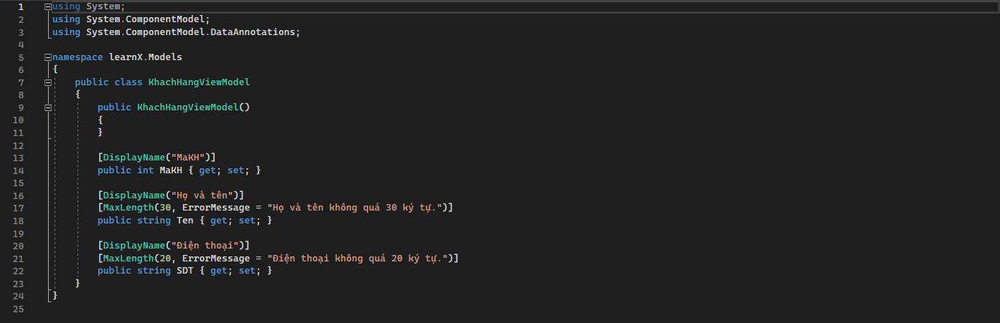 1 using System;
2 using System.ComponentModel;
3 using System.ComponentModel.DataAnnotations;
4
5 namespace learnX.Models
6 {
7 public class KhachHangViewModel
8 {
9 public KhachHangViewModel()
10 {
11 }
12
13 [DisplayName("MaKH")]
14 public int MaKH { get; set; }
15
16 [DisplayName("Họ và tên")]
17 [MaxLength(30, ErrorMessage = "Họ và tên không quá 30 ký tự.")]
18 public string Ten { get; set; }
19
20 [DisplayName("Điện thoại")]
21 [MaxLength(20, ErrorMessage = "Điện thoại không quá 20 ký tự.")]
22 public string SDT { get; set; }
23 }
24 }
25